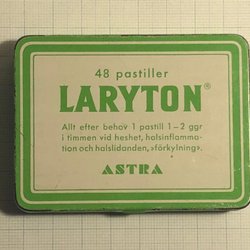 48 pastiller
LARYTON®
Allt efter behov 1 pastill 1-2 ggr
i timmen vid heshet, halsinflamma-
tion och halslidanden, »förkylning».
ASTRA